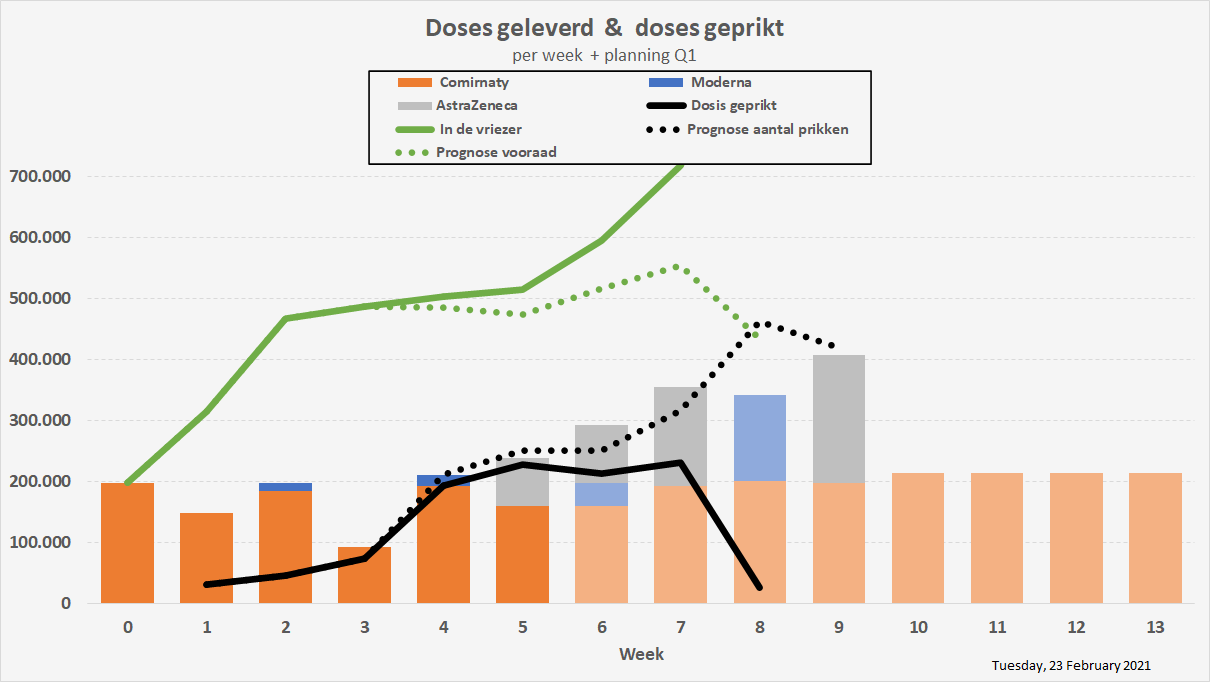 Doses geleverd & doses geprikt
per week + planning Q1
Comirnaty
Moderna
AstraZeneca
Dosis geprikt
In de vriezer
Prognose aantal prikken
Prognose vooraad
700.000
600.000
500.000
400.000
300.000
200.000
100.000
0
0 1 2 3 4 5 6 7 8 9 10 11 12 13
Week
Tuesday, 23 February 2021